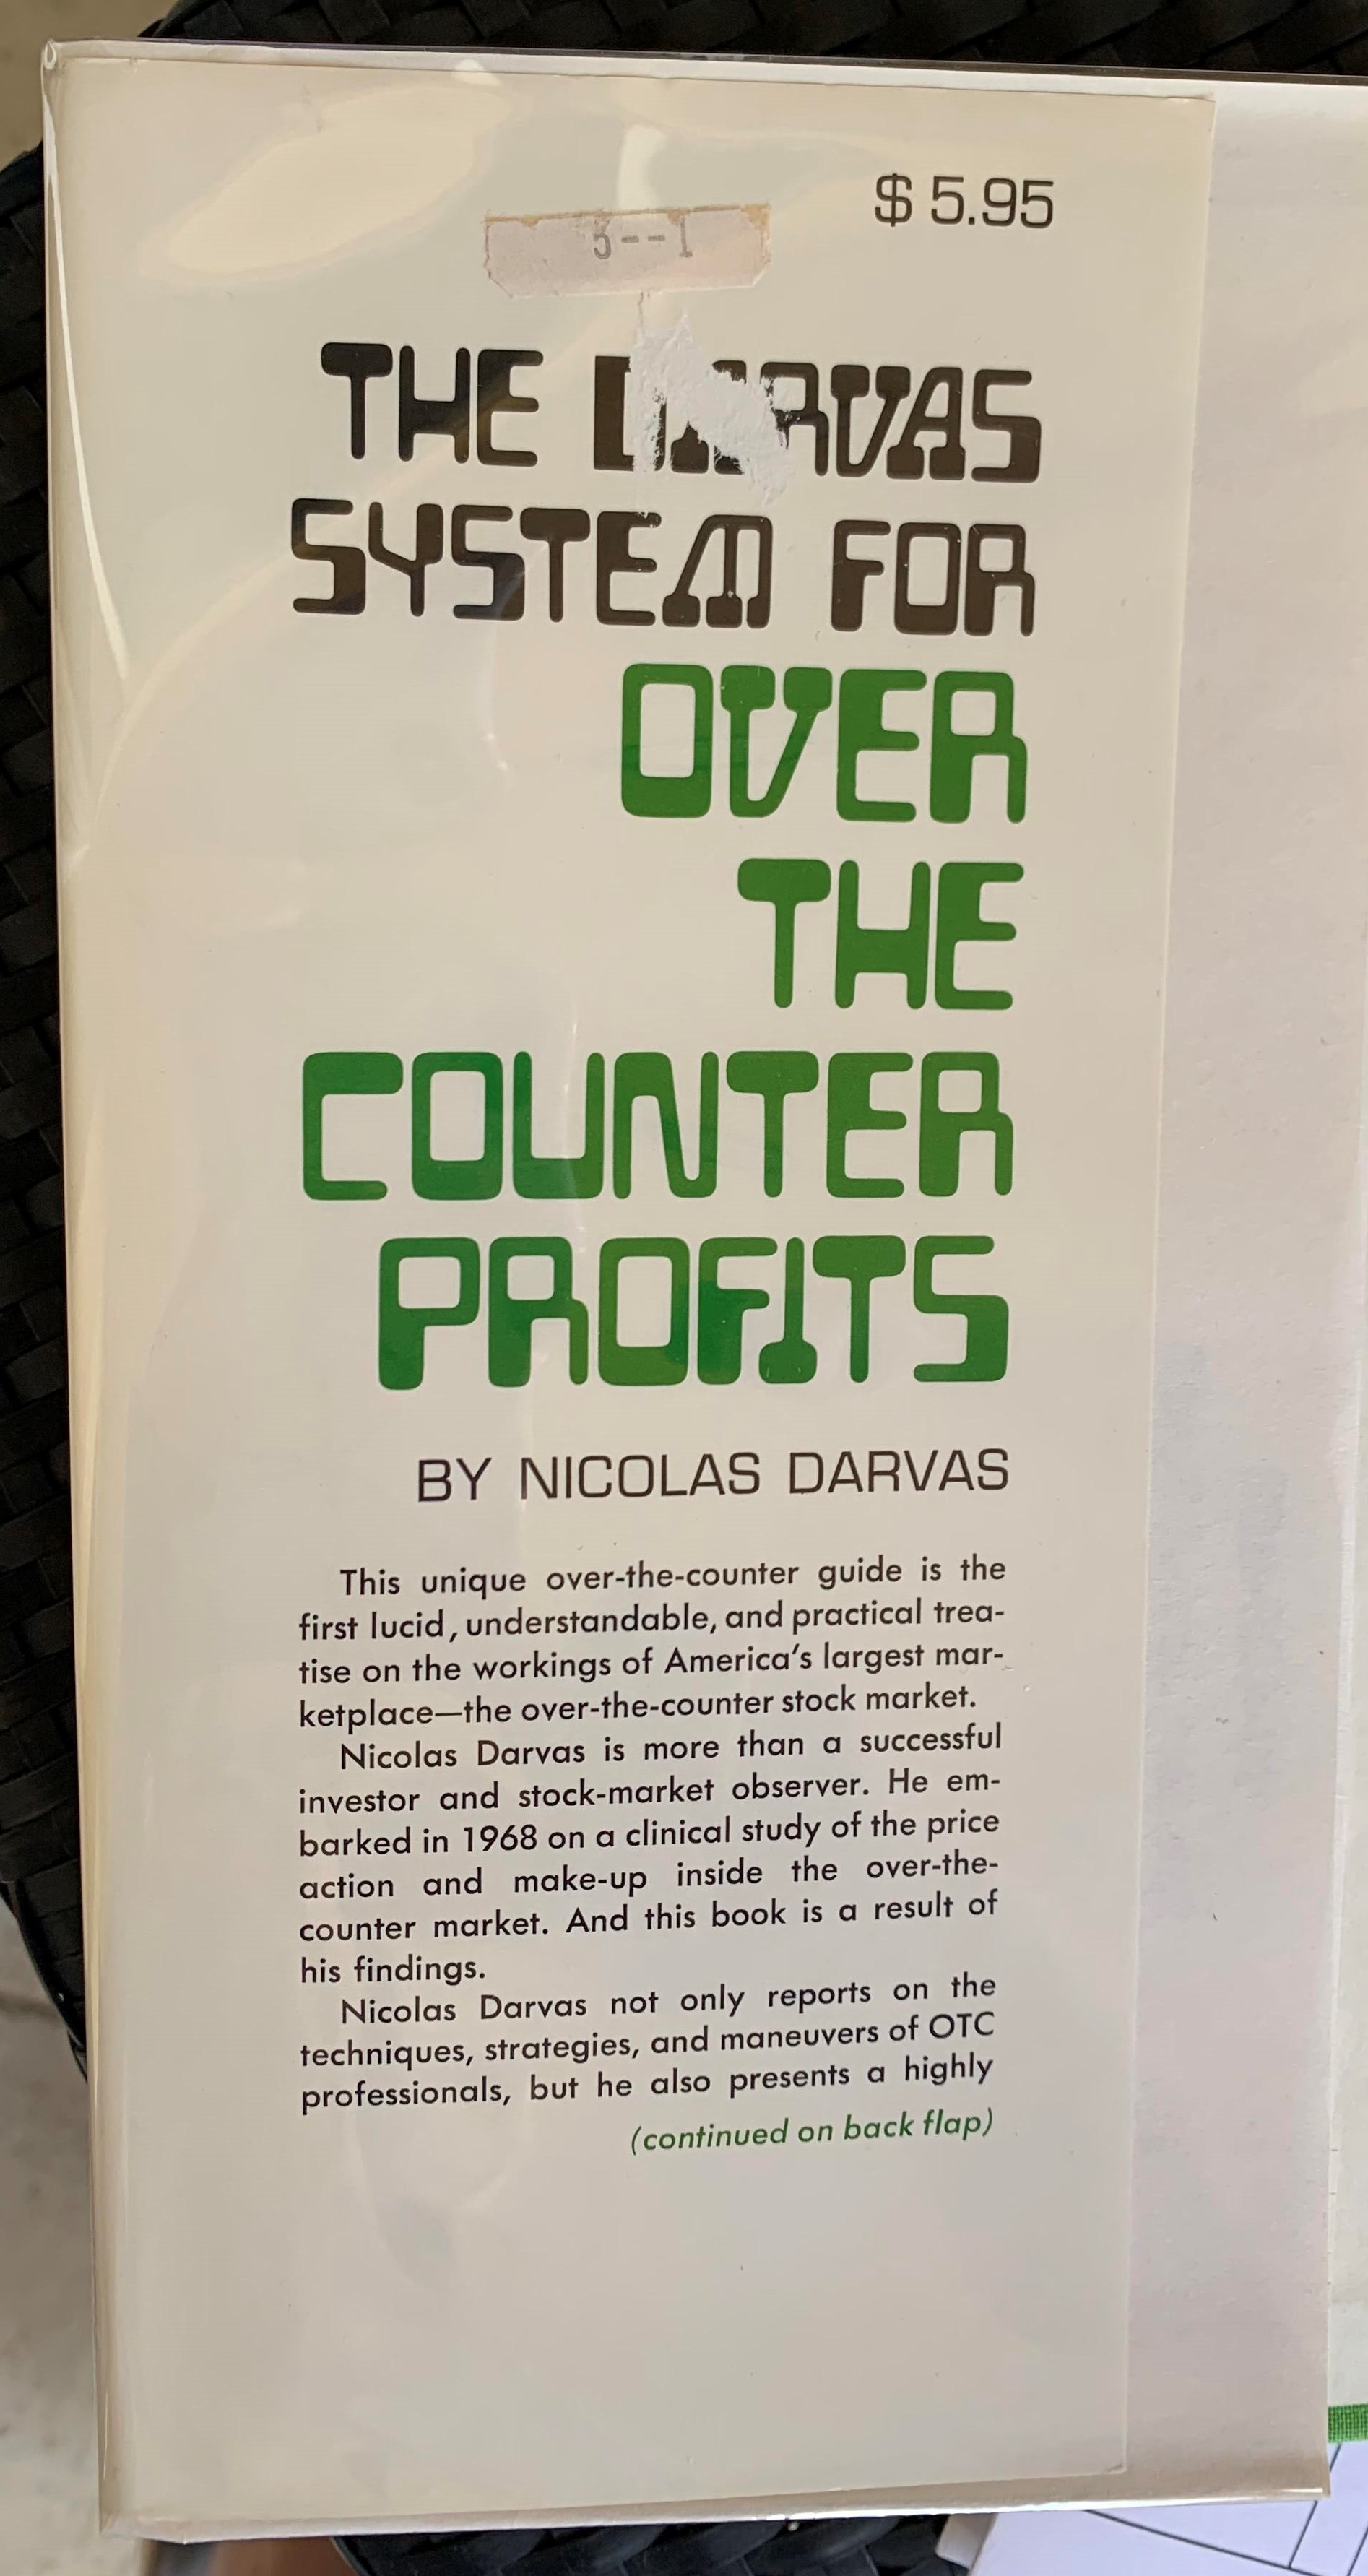 $ 5.95
5--1
THE DARVAS
SYSTEM FOR
OVER
THE
COUNTER
PROFITS
BY NICOLAS DARVAS
This unique over-the-counter guide is the
first lucid, understandable, and practical trea-
tise on the workings of America's largest mar-
ketplace—the over-the-counter stock market.
Nicolas Darvas is more than a successful
investor and stock-market observer. He em-
barked in 1968 on a clinical study of the price
action and make-up inside the over-the-
counter market. And this book is a result of
his findings.
Nicolas Darvas not only reports on the
techniques, strategies, and maneuvers of OTC
professionals, but he also presents a highly
(continued on back flap)